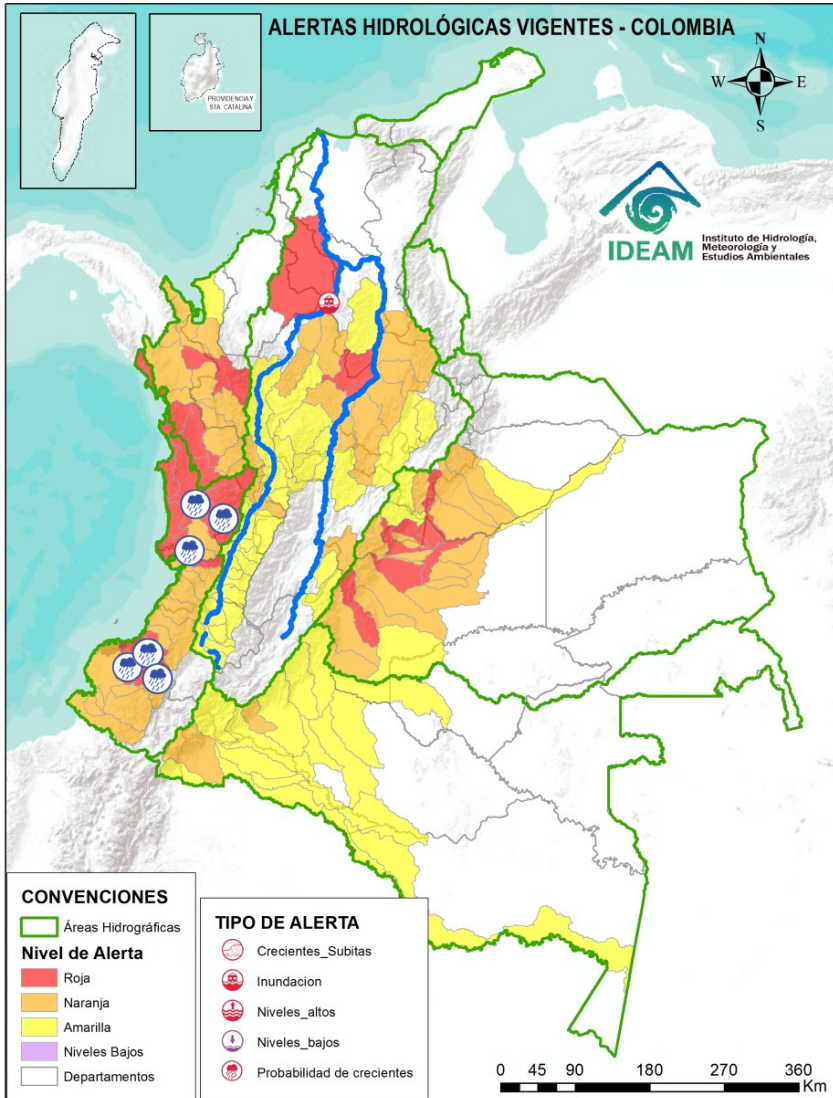 ALERTAS HIDROLÓGICAS VIGENTES - COLOMBIA
PROVIDENCIA Y
STA. CATALINA
N
W
E
S
IDEAM
Instituto de Hidrología,
Meteorología y
Estudios Ambientales
CONVENCIONES
Áreas Hidrográficas
Nivel de Alerta
Roja
Naranja
Amarilla
Niveles Bajos
Departamentos
TIPO DE ALERTA
Crecientes_Subitas
Inundacion
Niveles_altos
Niveles_bajos
Probabilidad de crecientes
0 45 90 180 270 360
Km